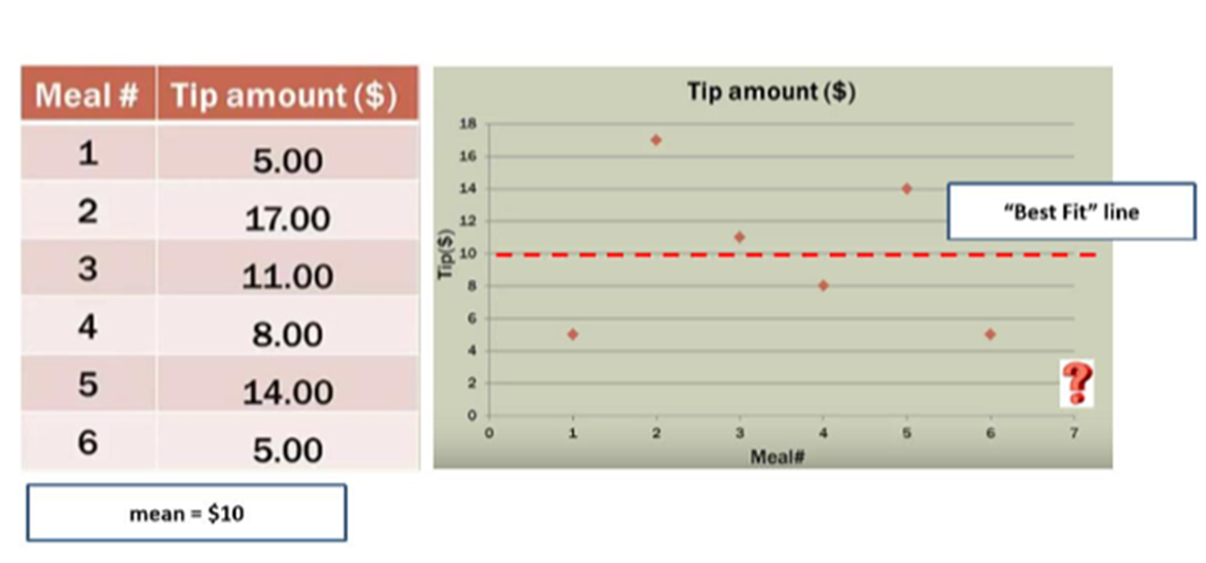 Meal # Tip amount ($)
1 5.00
2 17.00
3 11.00
4 8.00
5 14.00
6 5.00
mean = $10
Tip amount ($)
18
16
14
12
10
8
6
4
2
0
Tip($)
0 1 2 3 4 5 6 7
Meal#
?
“Best Fit” line